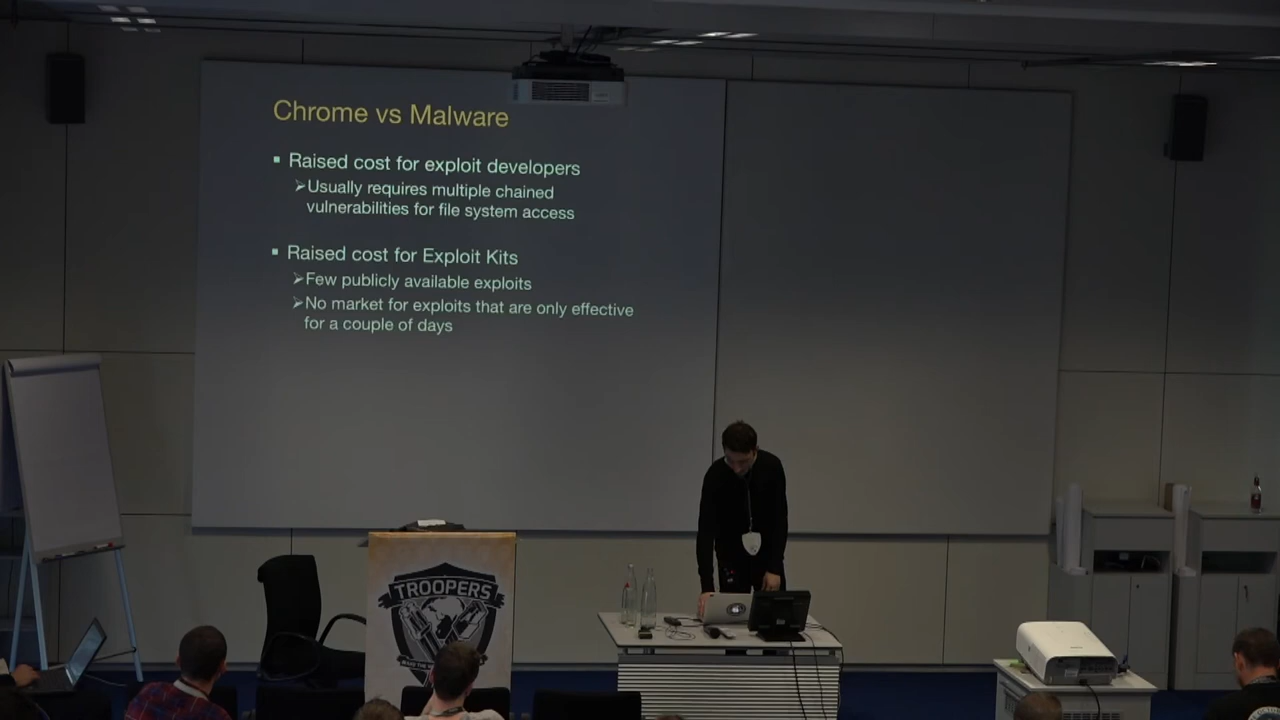 Chrome vs Malware
▪ Raised cost for exploit developers
➢Usually requires multiple chained
vulnerabilities for file system access
▪ Raised cost for Exploit Kits
➢Few publicly available exploits
➢No market for exploits that are only effective
for a couple of days
TROOPERS